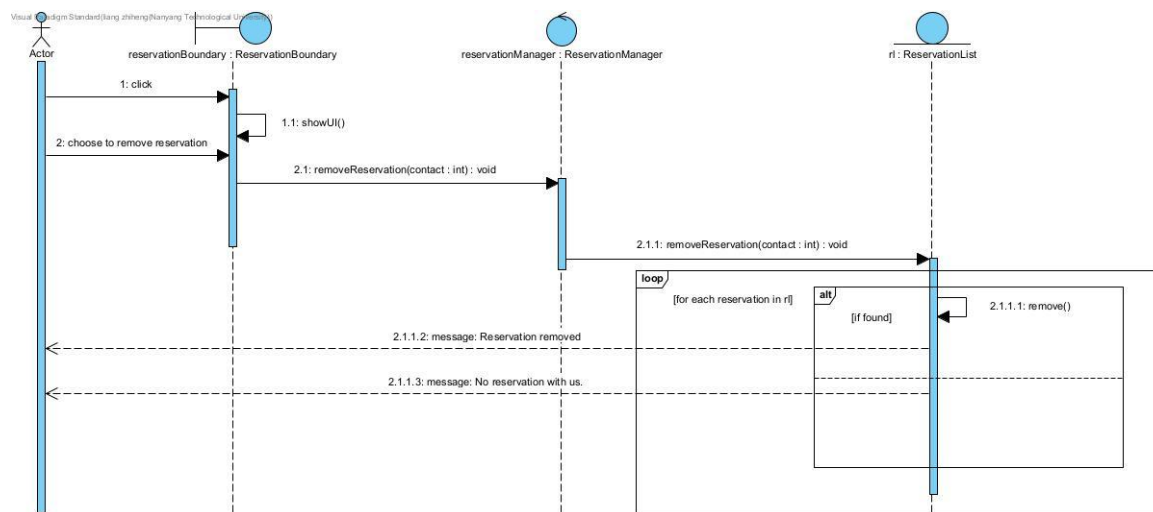 Visual Paradigm Standard(liang zhiheng(Nanyang Technological University))
Actor
reservationBoundary : ReservationBoundary
reservationManager : ReservationManager
rl : ReservationList
1: click
1.1: showUI()
2: choose to remove reservation
2.1: removeReservation(contact : int) : void
2.1.1: removeReservation(contact : int) : void
loop
[for each reservation in rl]
alt
[if found]
2.1.1.1: remove()
2.1.1.2: message: Reservation removed
2.1.1.3: message: No reservation with us.